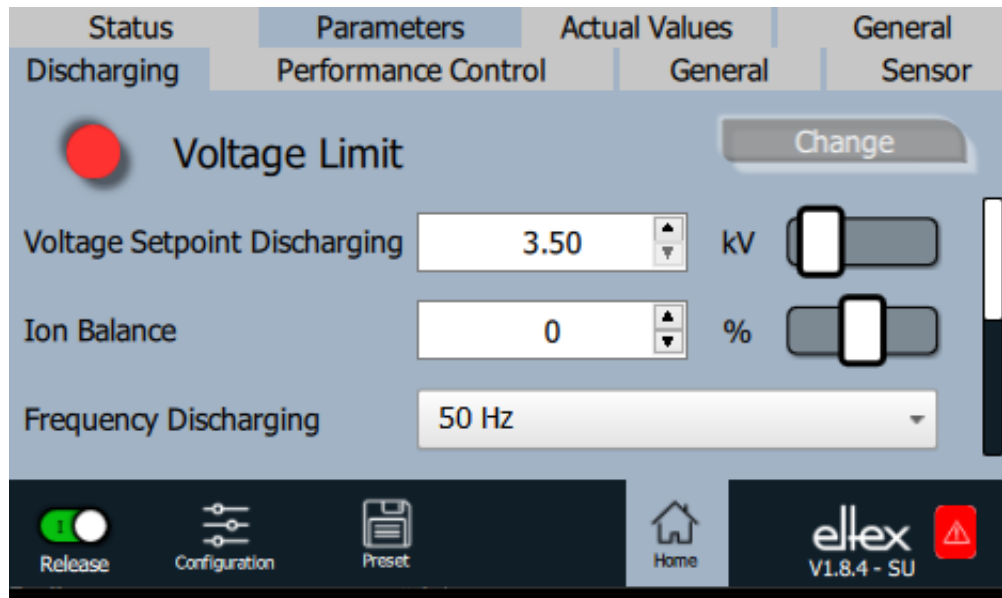 Status Parameters Actual Values General
Discharging Performance Control General Sensor
Voltage Limit Change
Voltage Setpoint Discharging 3.50 kV
Ion Balance 0 %
Frequency Discharging 50 Hz
I
Release Configuration Preset Home eltex
V1.8.4 - SU